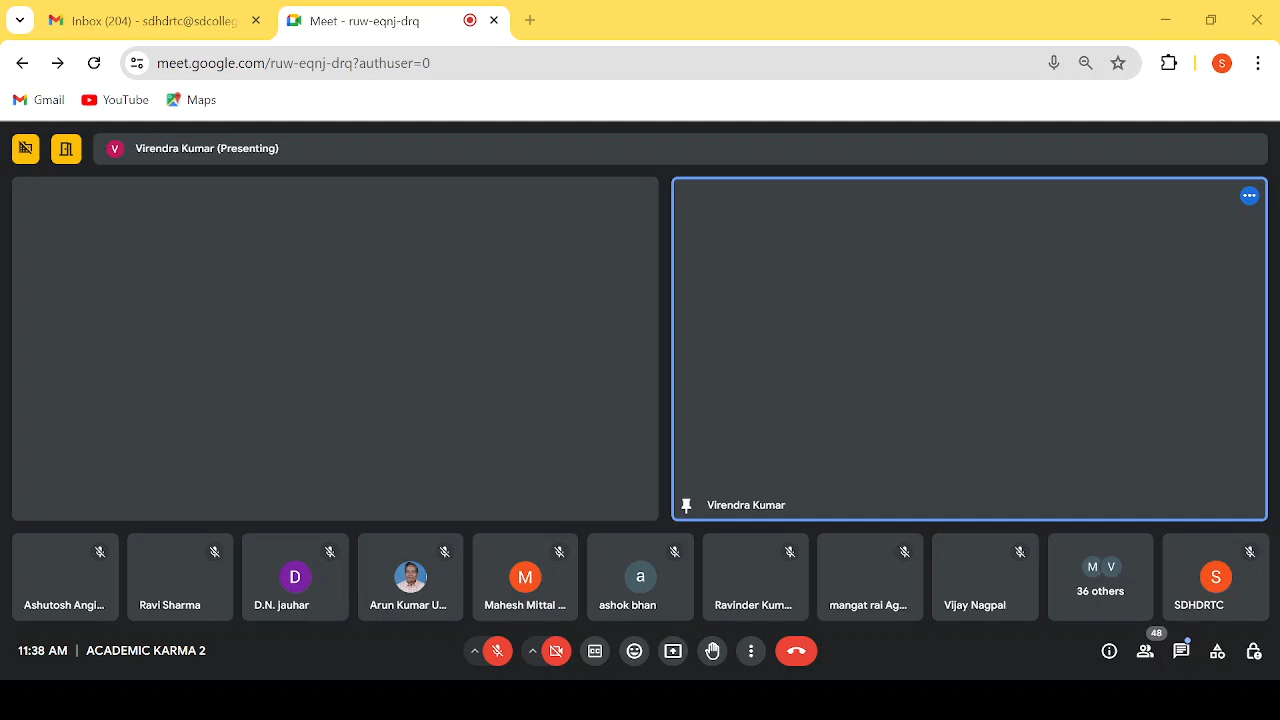 Inbox (204) - sdhdrtc@sdcolleg
Meet - ruw-eqnj-drq
meet.google.com/ruw-eqnj-drq?authuser=0
S
Gmail
YouTube
Maps
V
Virendra Kumar (Presenting)
Virendra Kumar
D
M
a
M V
S
36 others
Ashutosh Angi...
Ravi Sharma
D.N. jauhar
Arun Kumar U...
Mahesh Mittal ...
ashok bhan
Ravinder Kum...
mangat rai Ag...
Vijay Nagpal
SDHDRTC
48
11:38 AM | ACADEMIC KARMA 2